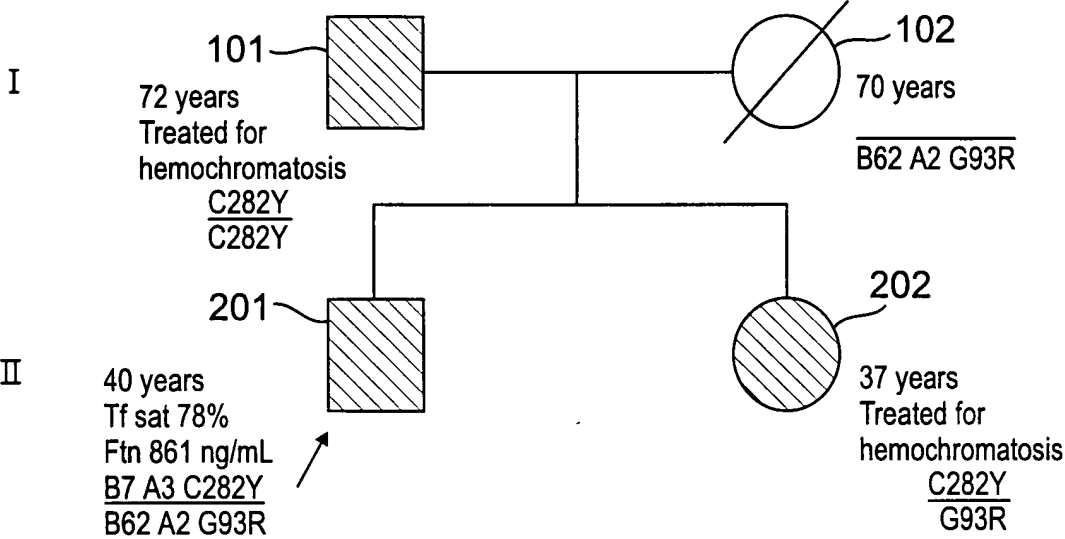 I
101
72 years
Treated for
hemochromatosis
C282Y
C282Y
102
70 years
B62 A2 G93R
II
201
40 years
Tf sat 78%
Ftn 861 ng/mL
B7 A3 C282Y
B62 A2 G93R
202
37 years
Treated for
hemochromatosis
C282Y
G93R